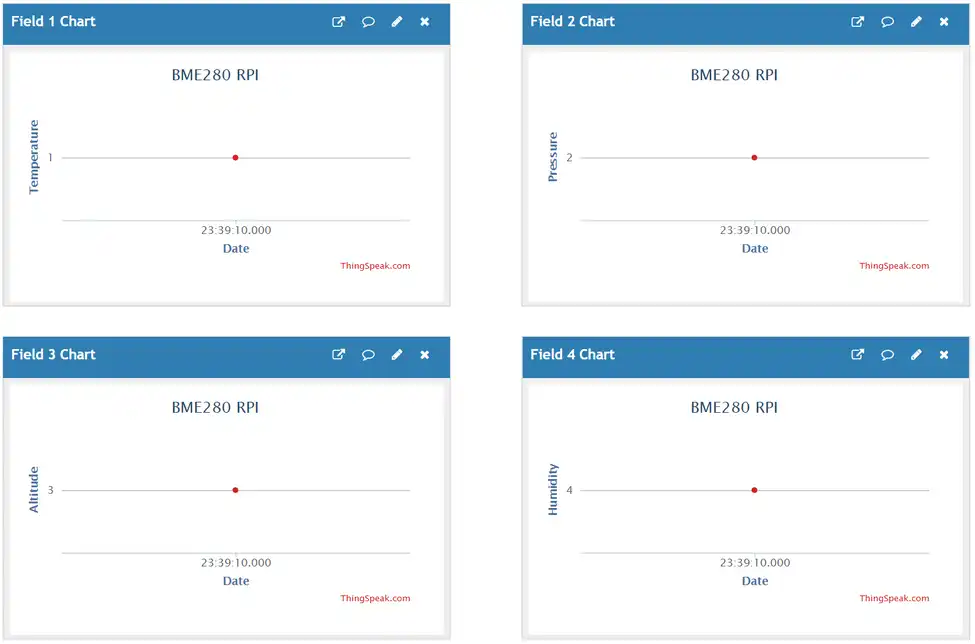 Field 1 Chart
BME280 RPI
Temperature
1
23:39:10.000
Date
ThingSpeak.com
Field 2 Chart
BME280 RPI
Pressure
2
23:39:10.000
Date
ThingSpeak.com
Field 3 Chart
BME280 RPI
Altitude
3
23:39:10.000
Date
ThingSpeak.com
Field 4 Chart
BME280 RPI
Humidity
4
23:39:10.000
Date
ThingSpeak.com